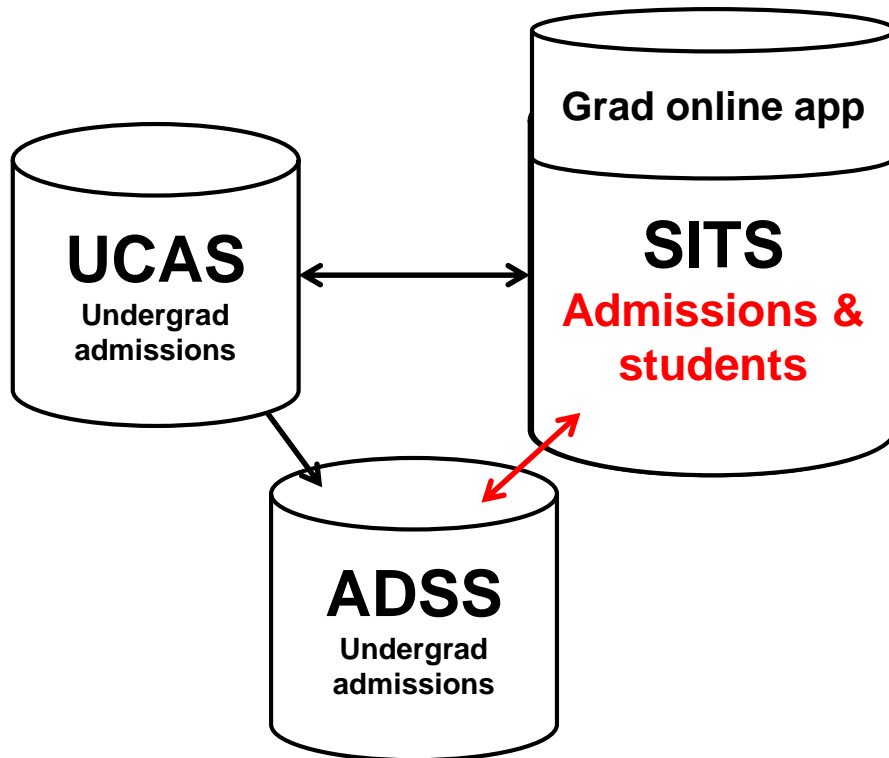 Grad online app
UCAS
Undergrad
admissions
SITS
Admissions &
students
ADSS
Undergrad
admissions